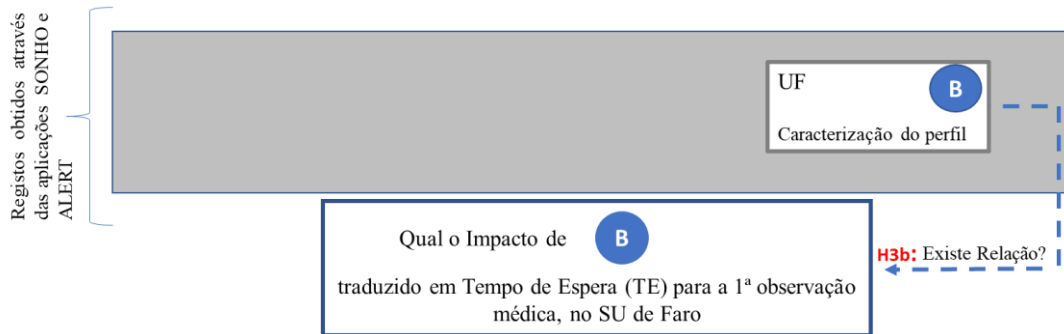 Registos obtidos através
das aplicações SONHO e
ALERT
UF
B
Caracterização do perfil
Qual o Impacto de B
traduzido em Tempo de Espera (TE) para a 1ª observação
médica, no SU de Faro
H3b: Existe Relação?